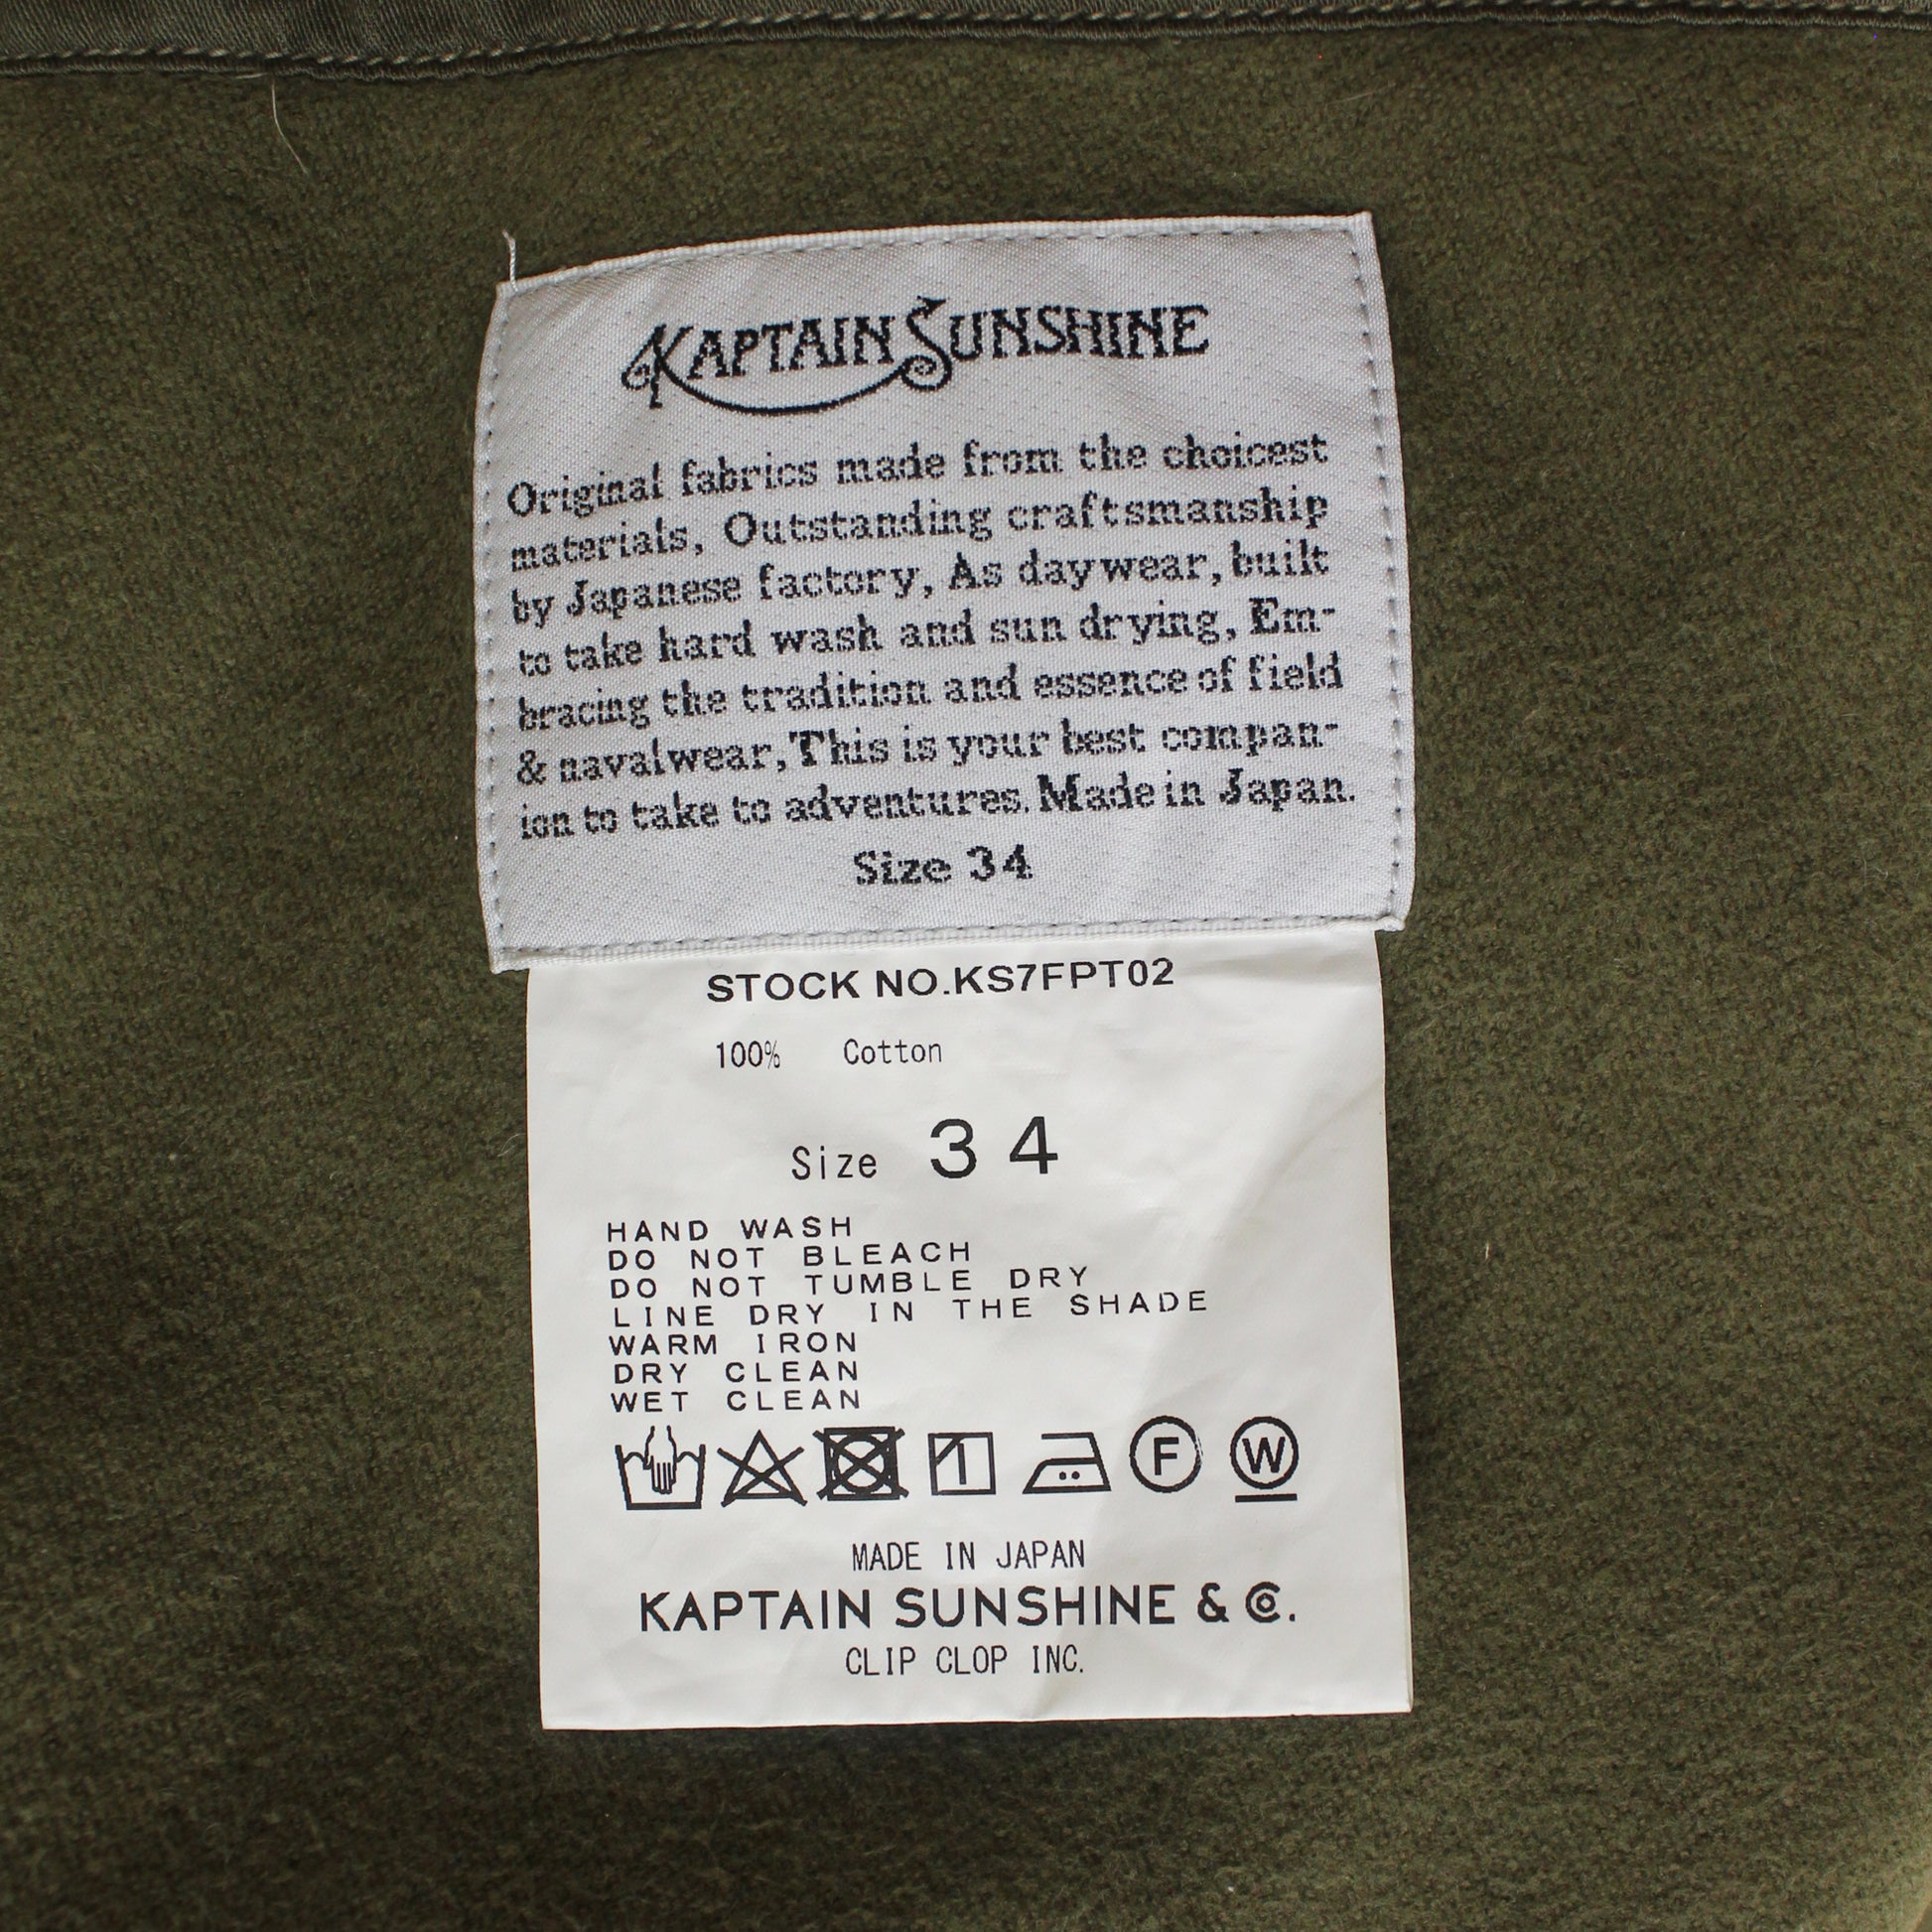 KAPTAIN SUNSHINE
Original fabrics made from the choicest
materials, Outstanding craftsmanship
by Japanese factory, As daywear, built
to take hard wash and sun drying, Em-
bracing the tradition and essence of field
& navalwear, This is your best compan-
ion to take to adventures. Made in Japan.
Size 34
STOCK NO.KS7FPT02
100% Cotton
Size 34
HAND WASH
DO NOT BLEACH
DO NOT TUMBLE DRY
LINE DRY IN THE SHADE
WARM IRON
DRY CLEAN
WET CLEAN
F W
MADE IN JAPAN
KAPTAIN SUNSHINE & Co.
CLIP CLOP INC.